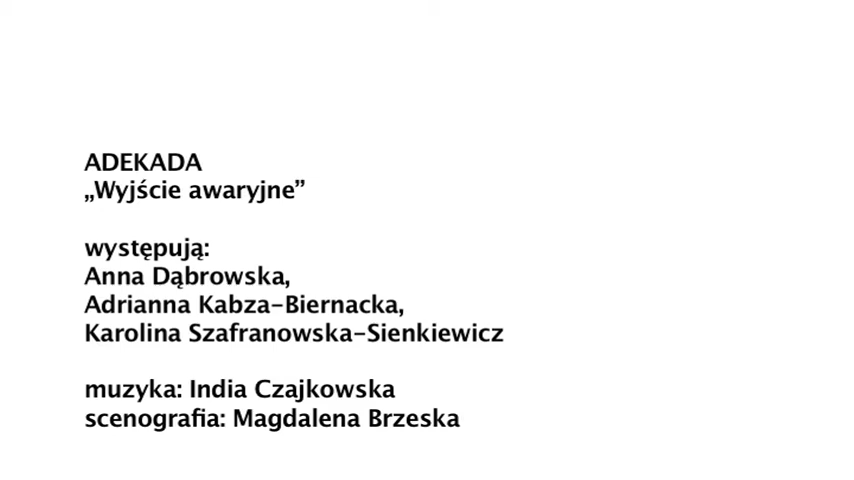 ADEKADA
„Wyjście awaryjne”
występują:
Anna Dąbrowska,
Adrianna Kabza-Biernacka,
Karolina Szafranowska-Sienkiewicz
muzyka: India Czajkowska
scenografia: Magdalena Brzeska